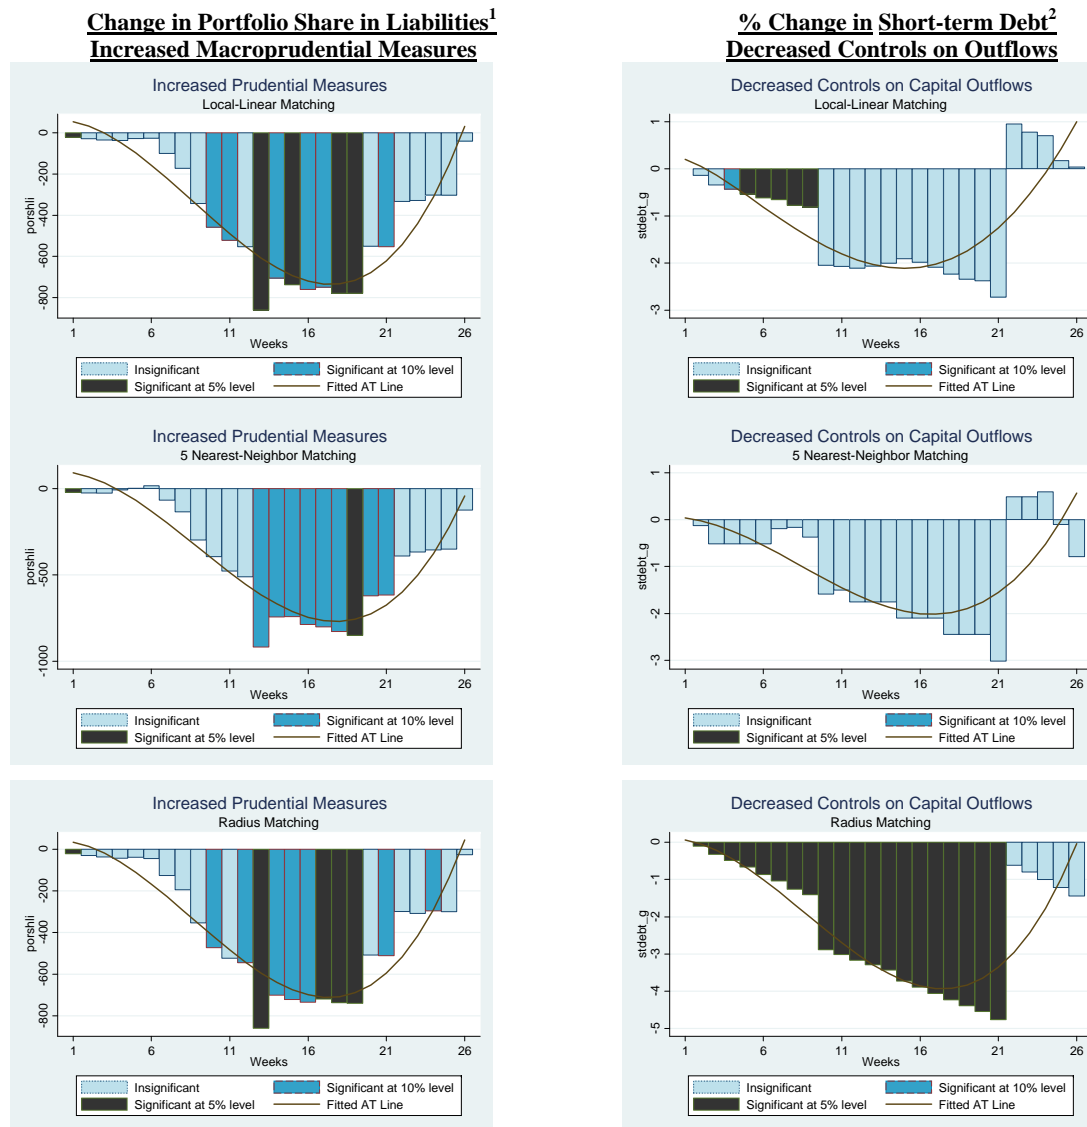 Change in Portfolio Share in Liabilities1
Increased Macroprudential Measures
Increased Prudential Measures
Local-Linear Matching
0
-200
-400
-600
-800
porshli
1 6 11 16 21 26
Weeks
Insignificant Significant at 10% level
Significant at 5% level Fitted AT Line
Increased Prudential Measures
5 Nearest-Neighbor Matching
0
-500
-1000
porshli
1 6 11 16 21 26
Weeks
Insignificant Significant at 10% level
Significant at 5% level Fitted AT Line
Increased Prudential Measures
Radius Matching
0
-200
-400
-600
-800
porshli
1 6 11 16 21 26
Weeks
Insignificant Significant at 10% level
Significant at 5% level Fitted AT Line
% Change in Short-term Debt2
Decreased Controls on Outflows
Decreased Controls on Capital Outflows
Local-Linear Matching
1
0
-1
-2
-3
stdebt_g
1 6 11 16 21 26
Weeks
Insignificant Significant at 10% level
Significant at 5% level Fitted AT Line
Decreased Controls on Capital Outflows
5 Nearest-Neighbor Matching
1
0
-1
-2
-3
stdebt_g
1 6 11 16 21 26
Weeks
Insignificant Significant at 10% level
Significant at 5% level Fitted AT Line
Decreased Controls on Capital Outflows
Radius Matching
0
-1
-2
-3
-4
-5
stdebt_g
1 6 11 16 21 26
Weeks
Insignificant Significant at 10% level
Significant at 5% level Fitted AT Line